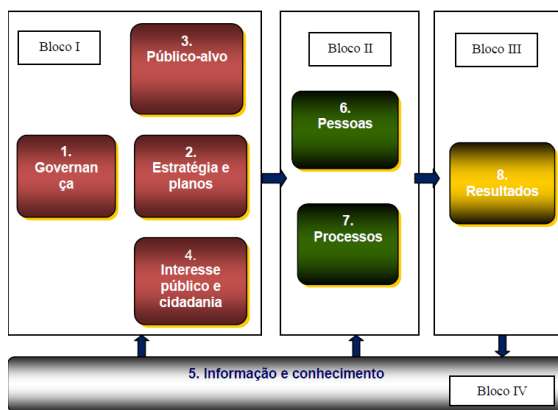 Bloco I
3.
Público-alvo
1.
Governan
ça
2.
Estratégia e
planos
4.
Interesse
público e
cidadania
Bloco II
6.
Pessoas
7.
Processos
Bloco III
8.
Resultados
5. Informação e conhecimento
Bloco IV